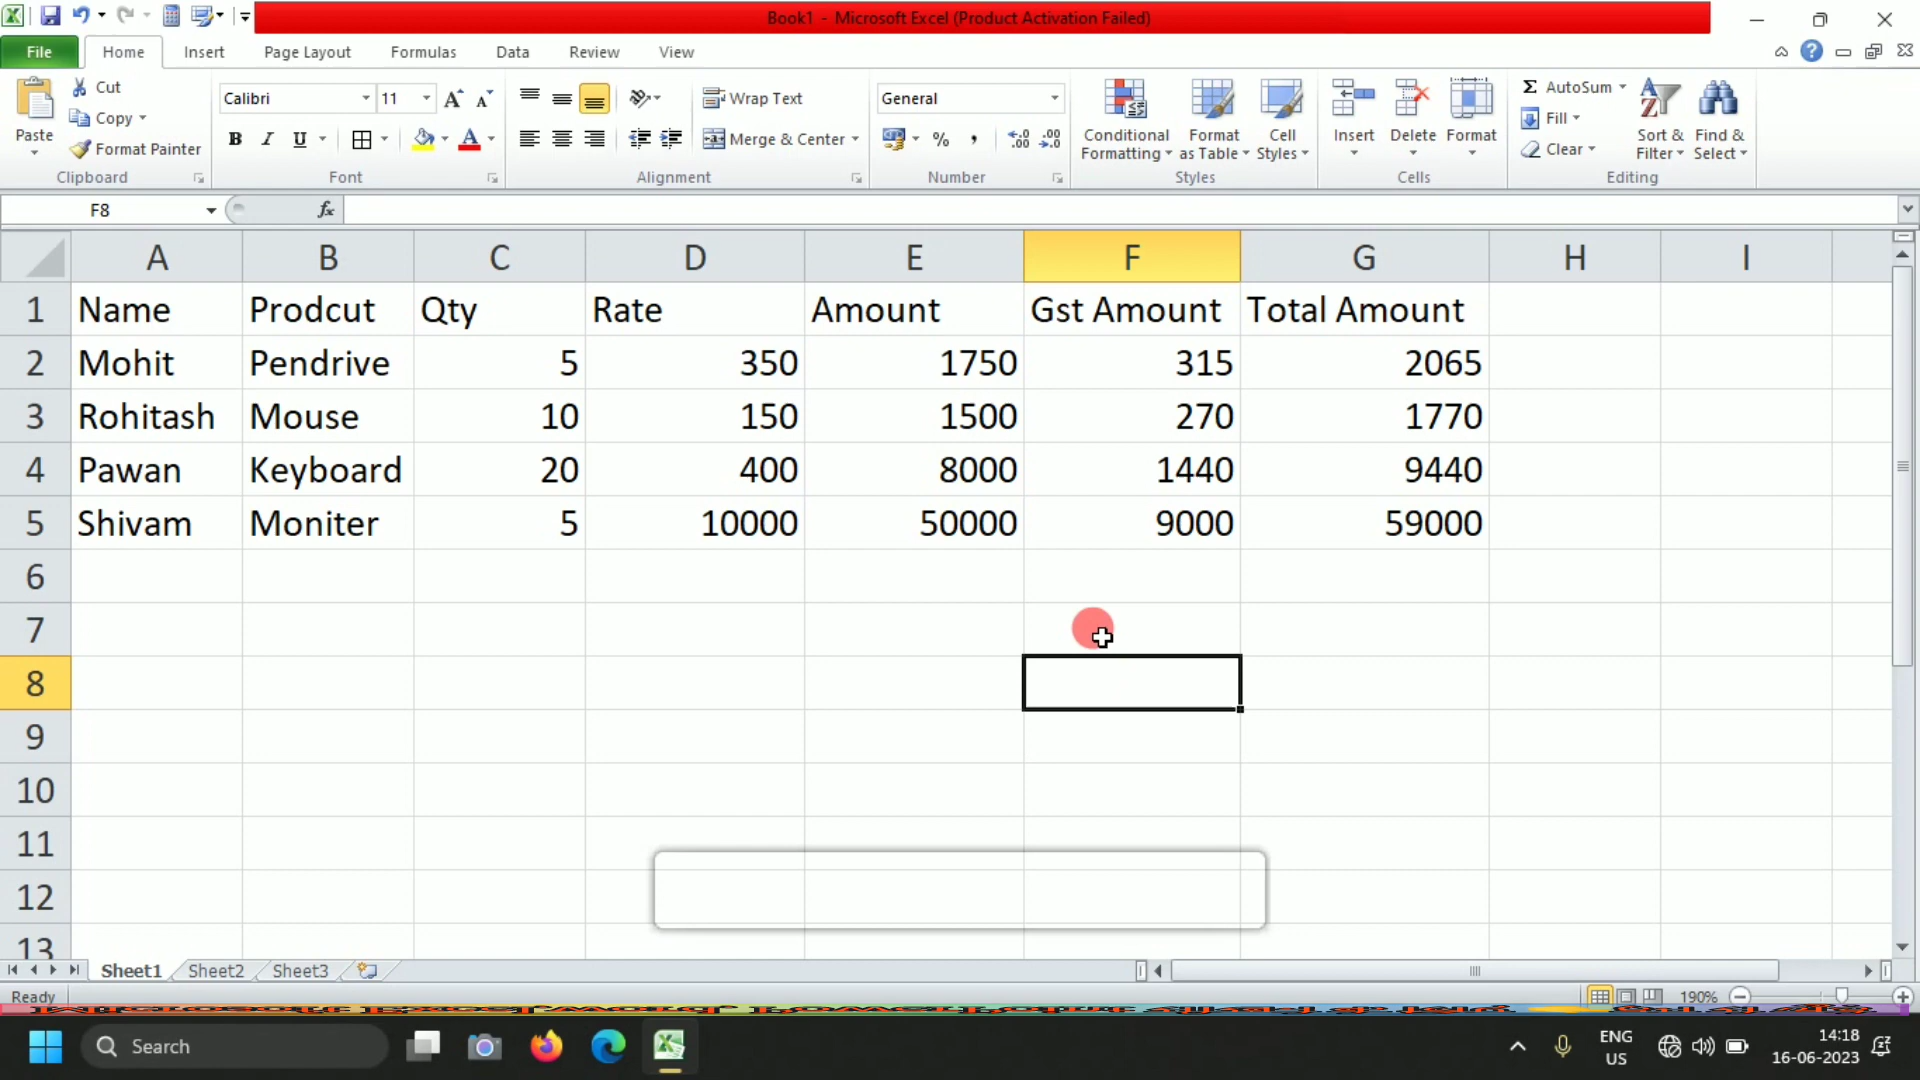 Book1 - Microsoft Excel (Product Activation Failed)
File Home Insert Page Layout Formulas Data Review View
Paste
Cut
Copy
Format Painter
Clipboard
Calibri 11
B I U
Font
Wrap Text
Merge & Center
Alignment
General
%
Number
Conditional Formatting
Format as Table
Cell Styles
Styles
Insert Delete Format
Cells
Σ AutoSum
Fill
Clear
Sort & Filter
Find & Select
Editing
F8 fx
A B C D E F G H I
1 Name Prodcut Qty Rate Amount Gst Amount Total Amount
2 Mohit Pendrive 5 350 1750 315 2065
3 Rohitash Mouse 10 150 1500 270 1770
4 Pawan Keyboard 20 400 8000 1440 9440
5 Shivam Moniter 5 10000 50000 9000 59000
6
7
8
9
10
11
12
13
Sheet1 Sheet2 Sheet3
Ready 190%
Search ENG US 14:18 16-06-2023